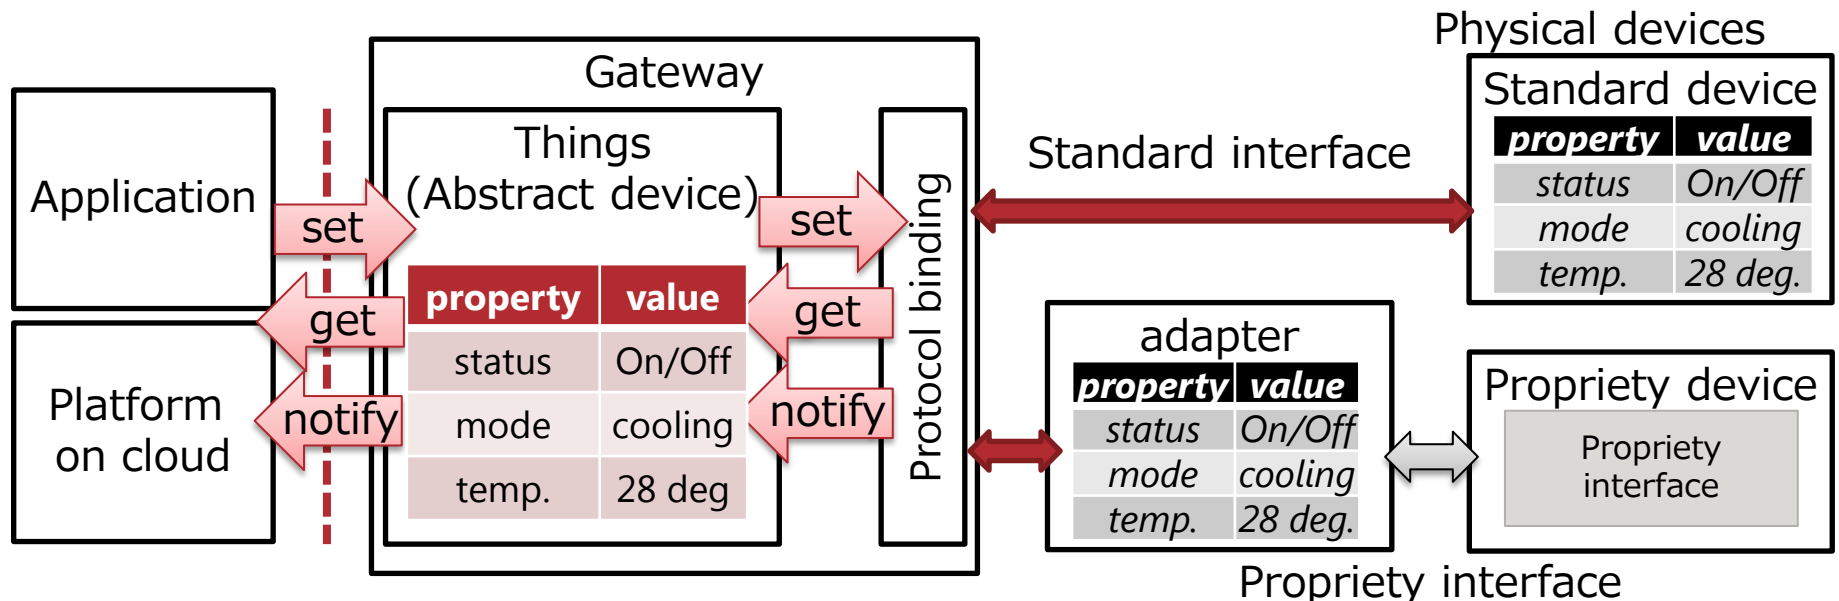 Physical devices
Gateway
Standard device
property value
status On/Off
mode cooling
temp. 28 deg.
Standard interface
Application
Platform
on cloud
set
get
notify
Things
(Abstract device)
property value
status On/Off
mode cooling
temp. 28 deg
set
get
notify
Protocol binding
adapter
property value
status On/Off
mode cooling
temp. 28 deg.
Propriety device
Propriety
interface
Propriety interface